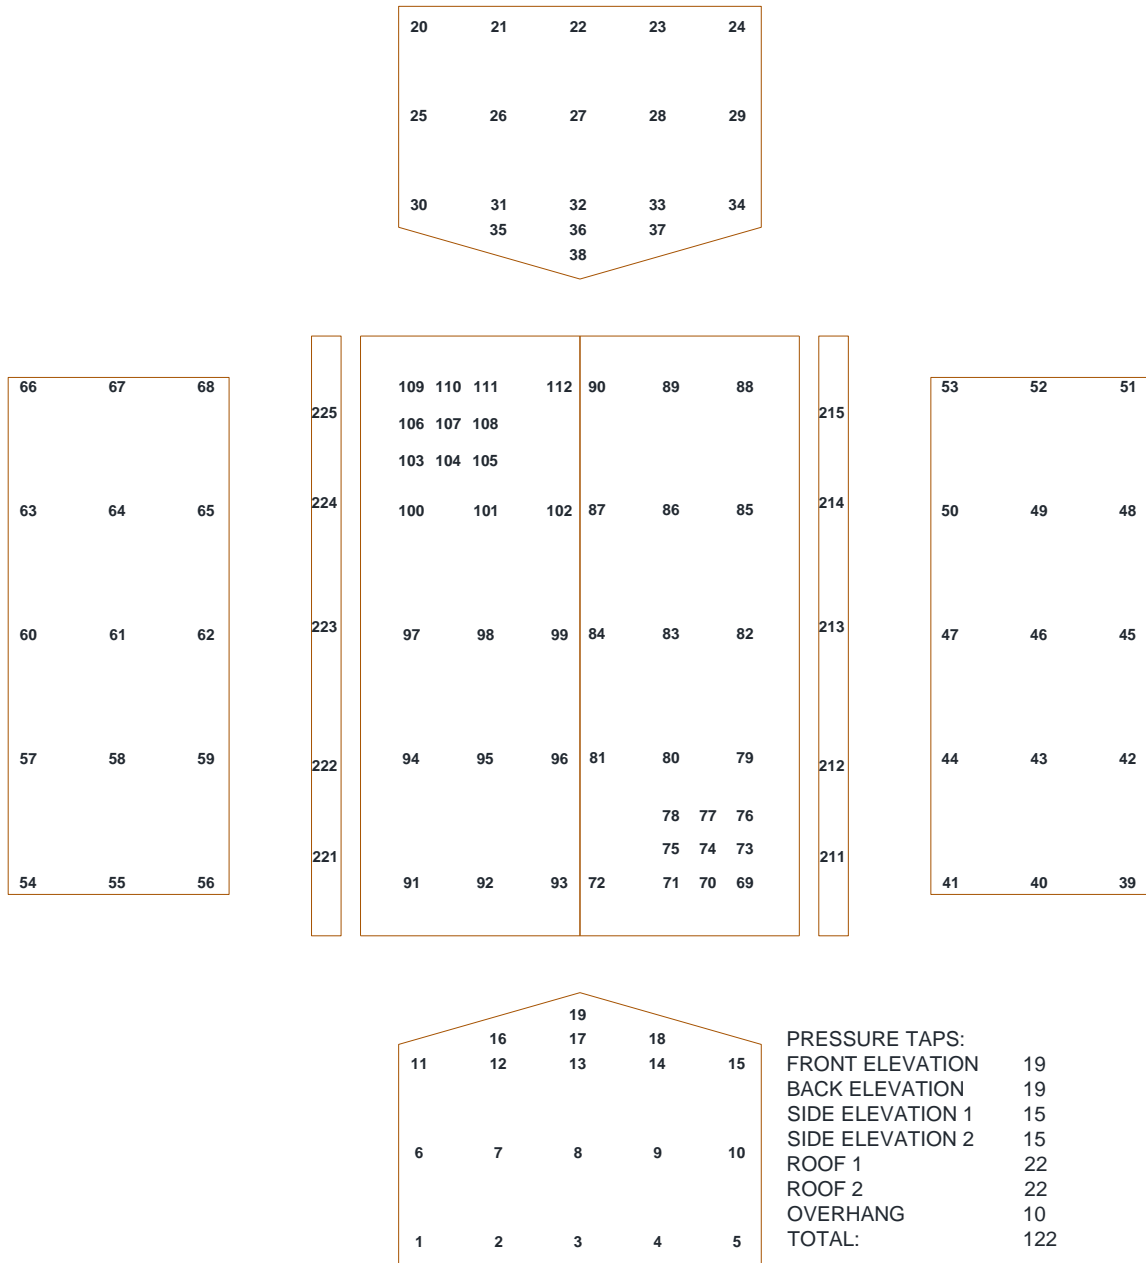 20 21 22 23 24
25 26 27 28 29
30 31 32 33 34
35 36 37
38
66 67 68 225 109 110 111 112 90 89 88 215 53 52 51
106 107 108
103 104 105
63 64 65 224 100 101 102 87 86 85 214 50 49 48
60 61 62 223 97 98 99 84 83 82 213 47 46 45
57 58 59 222 94 95 96 81 80 79 212 44 43 42
78 77 76
75 74 73
221 211
54 55 56 91 92 93 72 71 70 69 41 40 39
19
16 17 18
11 12 13 14 15
6 7 8 9 10
1 2 3 4 5
PRESSURE TAPS:
FRONT ELEVATION 19
BACK ELEVATION 19
SIDE ELEVATION 1 15
SIDE ELEVATION 2 15
ROOF 1 22
ROOF 2 22
OVERHANG 10
TOTAL: 122